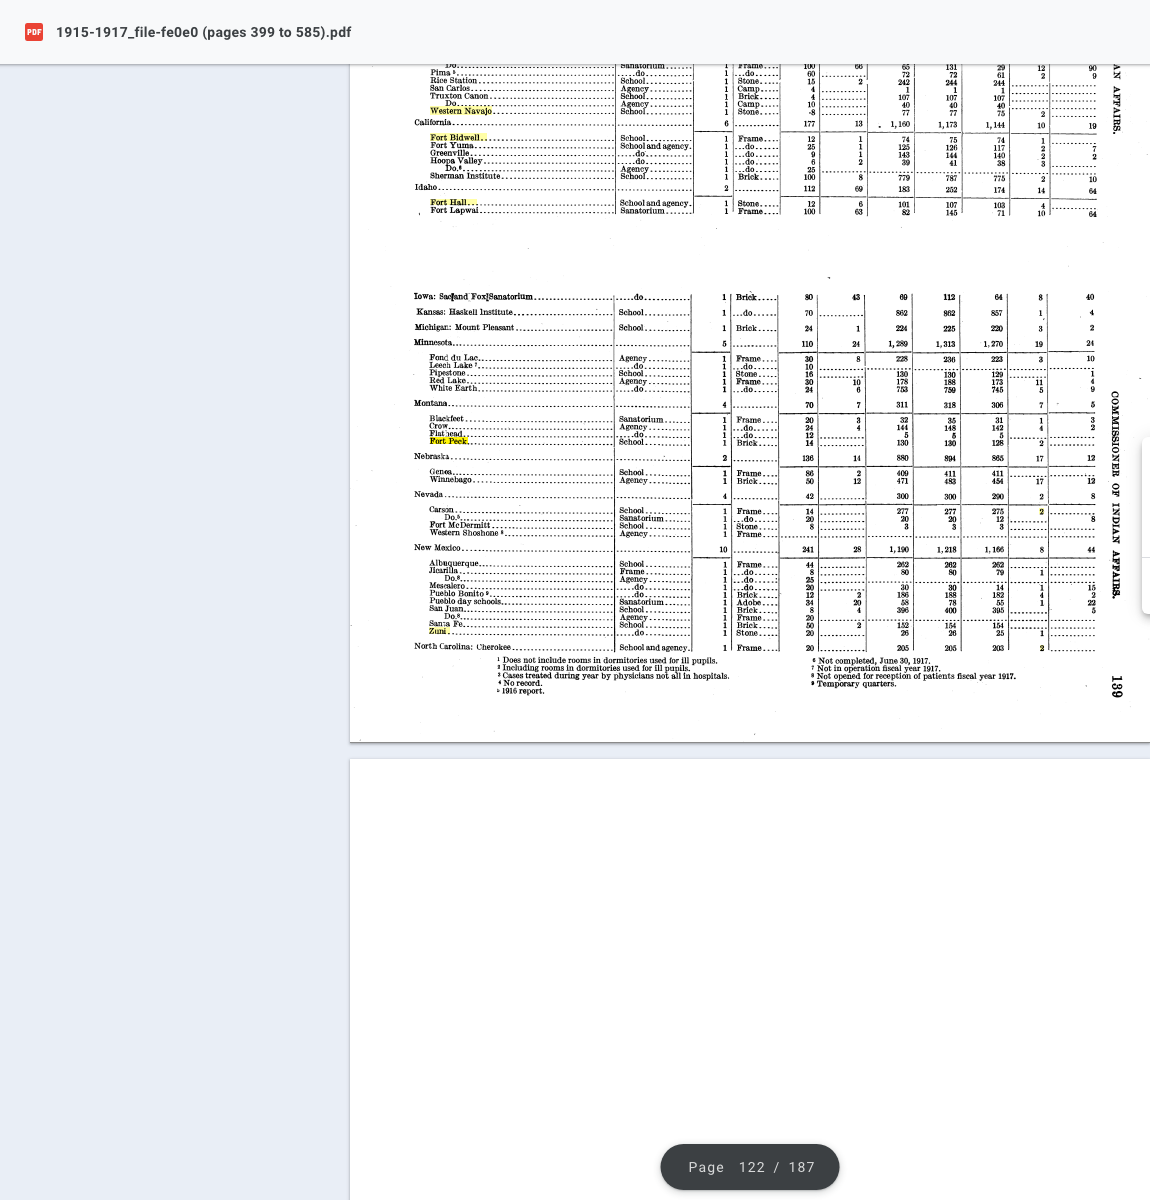 PDF 1915-1917_file-fe0e0 (pages 399 to 585).pdf
Do. Sanatorium 1 Frame 100 66 65 131 29 12 90
Pima ⁵ ...do 1 ...do 60 72 72 61 2 9
Rice Station School 1 Stone 15 2 242 244 244
San Carlos Agency 1 Camp 4 1 1 1
Truxton Canon School 1 Brick 4 107 107 107
Do. Agency 1 Camp 10 40 40 40
Western Navajo School 1 Stone 8 77 77 75 2
California 6 177 13 1,160 1,173 1,144 10 19
Fort Bidwell School 1 Frame 12 1 74 75 74 1
Fort Yuma School and agency. 1 ...do 25 1 125 126 117 2 7
Greenville ...do 1 ...do 9 1 143 144 140 2 2
Hoopa Valley ...do 1 ...do 6 2 39 41 38 3
Do.⁶ Agency 1 ...do 25
Sherman Institute School 1 Brick 100 8 779 787 775 2 10
Idaho 2 112 69 183 252 174 14 64
Fort Hall School and agency. 1 Stone 12 6 101 107 103 4
Fort Lapwai Sanatorium 1 Frame 100 63 82 145 71 10 64
AN AFFAIRS.
Iowa: Sac and Fox Sanatorium ...do 1 Brick 80 43 69 112 64 8 40
Kansas: Haskell Institute School 1 ...do 70 862 862 857 1 4
Michigan: Mount Pleasant School 1 Brick 24 1 224 225 220 3 2
Minnesota 5 110 24 1,289 1,313 1,270 19 24
Fond du Lac Agency 1 Frame 30 8 228 236 223 3 10
Leech Lake ⁷ ...do 1 ...do 10
Pipestone School 1 Stone 16 130 130 129 1
Red Lake Agency 1 Frame 30 10 178 188 173 11 4
White Earth ...do 1 ...do 24 6 753 759 745 5 9
Montana 4 70 7 311 318 306 7 5
Blackfeet Sanatorium 1 Frame 20 3 32 35 31 1 3
Crow Agency 1 ...do 24 4 144 148 142 4 2
Flathead ...do 1 ...do 12 5 5 5
Fort Peck School 1 Brick 14 130 130 128 2
Nebraska 2 136 14 880 894 865 17 12
Genoa School 1 Frame 86 2 409 411 411
Winnebago Agency 1 Brick 50 12 471 483 454 17 12
Nevada 4 42 300 300 290 2 8
Carson School 1 Frame 14 277 277 275 2
Do.⁵ Sanatorium 1 ...do 20 20 20 12 8
Fort McDermitt School 1 Stone 8 3 3 3
Western Shoshone ⁸ Agency 1 Frame
New Mexico 10 241 28 1,190 1,218 1,166 8 44
Albuquerque School 1 Frame 44 262 262 262
Jicarilla Frame 1 ...do 8 80 80 79 1
Do.⁸ Agency 1 ...do 25
Mescalero ...do 1 ...do 20 30 30 14 1 15
Pueblo Bonito ⁹ ...do 1 Brick 12 2 186 188 182 4 2
Pueblo day schools Sanatorium 1 Adobe 34 20 58 78 55 1 22
San Juan School 1 Brick 8 4 396 400 395 5
Do.⁸ Agency 1 Frame 20
Santa Fe School 1 Brick 50 2 152 154 154
Zuni ...do 1 Stone 20 26 26 25 1
North Carolina: Cherokee School and agency. 1 Frame 20 205 205 203 2
¹ Does not include rooms in dormitories used for ill pupils.
² Including rooms in dormitories used for ill pupils.
³ Cases treated during year by physicians not all in hospitals.
⁴ No record.
⁵ 1916 report.
⁶ Not completed, June 30, 1917.
⁷ Not in operation fiscal year 1917.
⁸ Not opened for reception of patients fiscal year 1917.
⁹ Temporary quarters.
COMMISSIONER OF INDIAN AFFAIRS.
139
Page 122 / 187